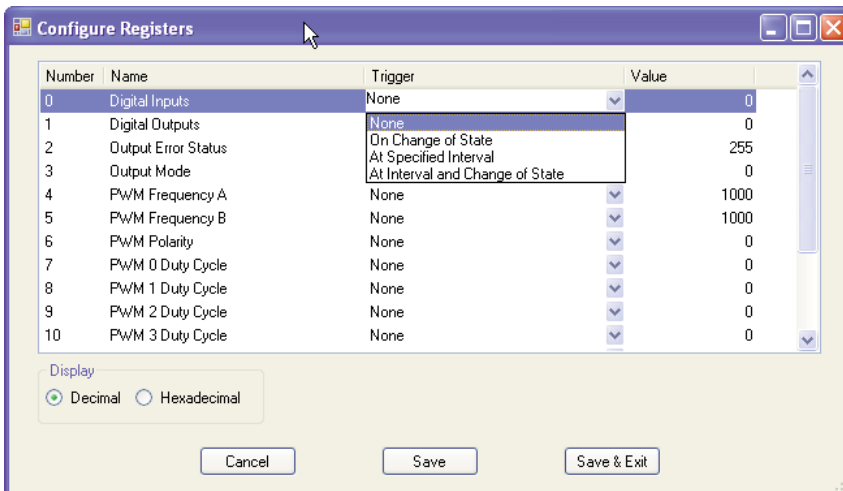 Configure Registers
Number Name Trigger Value
0 Digital Inputs None 0
None
On Change of State
At Specified Interval
At Interval and Change of State
1 Digital Outputs 0
2 Output Error Status 255
3 Output Mode 0
4 PWM Frequency A None 1000
5 PWM Frequency B None 1000
6 PWM Polarity None 0
7 PWM 0 Duty Cycle None 0
8 PWM 1 Duty Cycle None 0
9 PWM 2 Duty Cycle None 0
10 PWM 3 Duty Cycle None 0
Display
Decimal Hexadecimal
Cancel Save Save & Exit